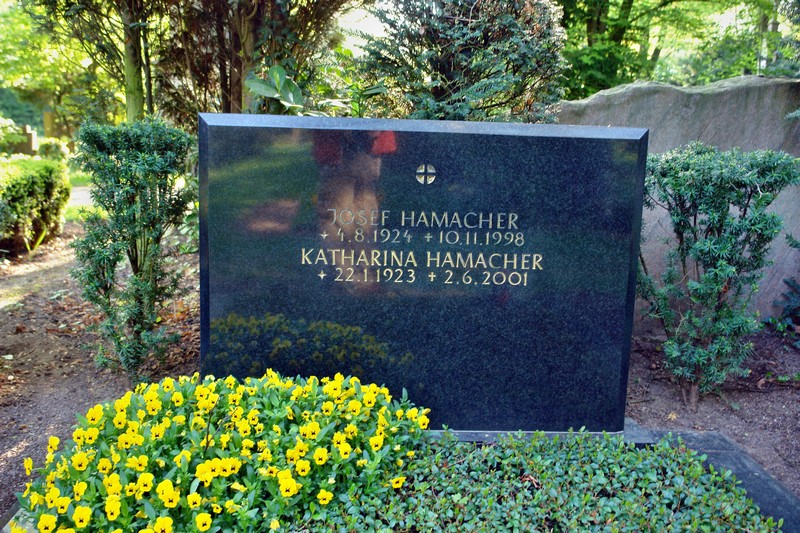 JOSEF HAMACHER
+ 4.8.1924 + 10.11.1998
KATHARINA HAMACHER
+ 22.1.1923 + 2.6.2001